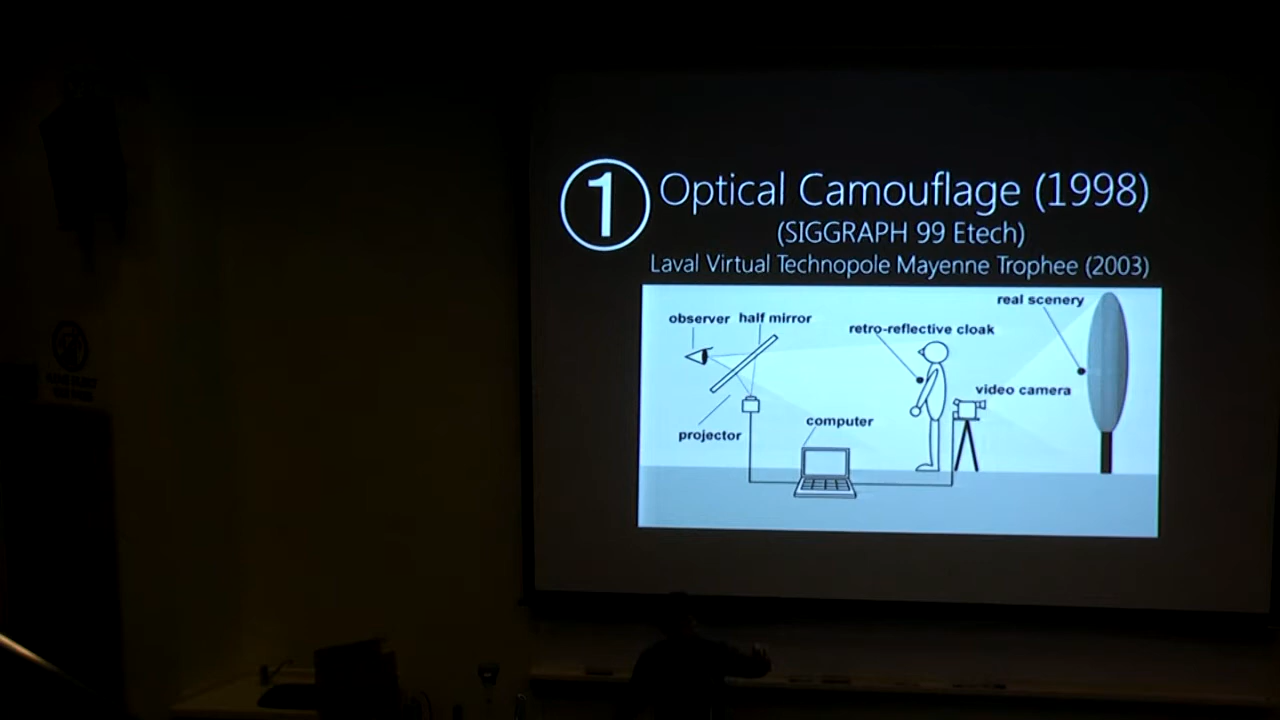 1 Optical Camouflage (1998)
(SIGGRAPH 99 Etech)
Laval Virtual Technopole Mayenne Trophee (2003)
real scenery
observer half mirror
retro-reflective cloak
video camera
computer
projector